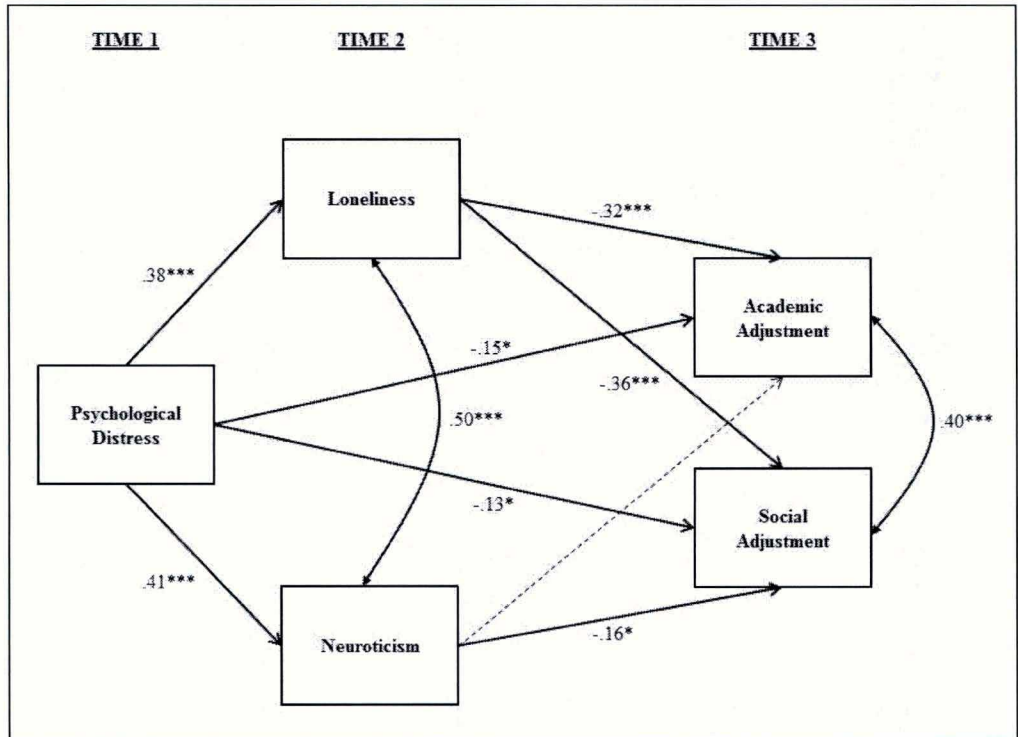 TIME 1
TIME 2
TIME 3
Loneliness
-.32***
.38***
Academic
Adjustment
-.15*
-.36***
Psychological
Distress
.50***
.40***
-.13*
Social
Adjustment
.41***
Neuroticism
-.16*